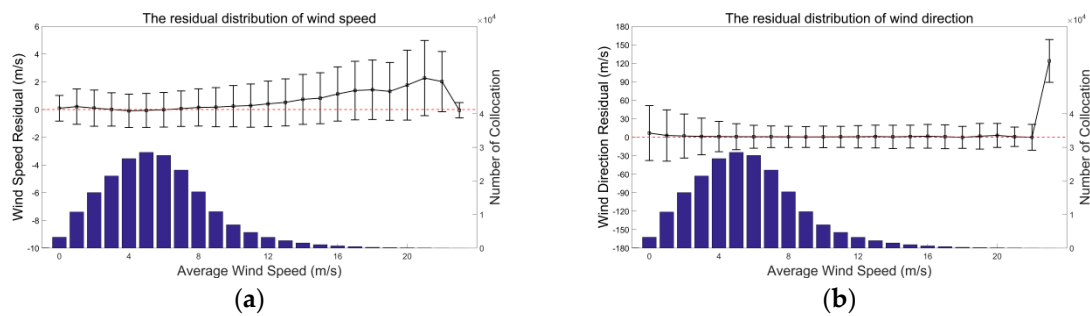 The residual distribution of wind speed
×10⁴
6
4
2
0
-2
-4
-6
-8
-10
Wind Speed Residual (m/s)
4
3
2
1
0
Number of Collocation
0 4 8 12 16 20
Average Wind Speed (m/s)
(a)
The residual distribution of wind direction
×10⁴
180
150
120
90
60
30
0
-30
-60
-90
-120
-150
-180
Wind Direction Residual (m/s)
4
3
2
1
0
Number of Collocation
0 4 8 12 16 20
Average Wind Speed (m/s)
(b)